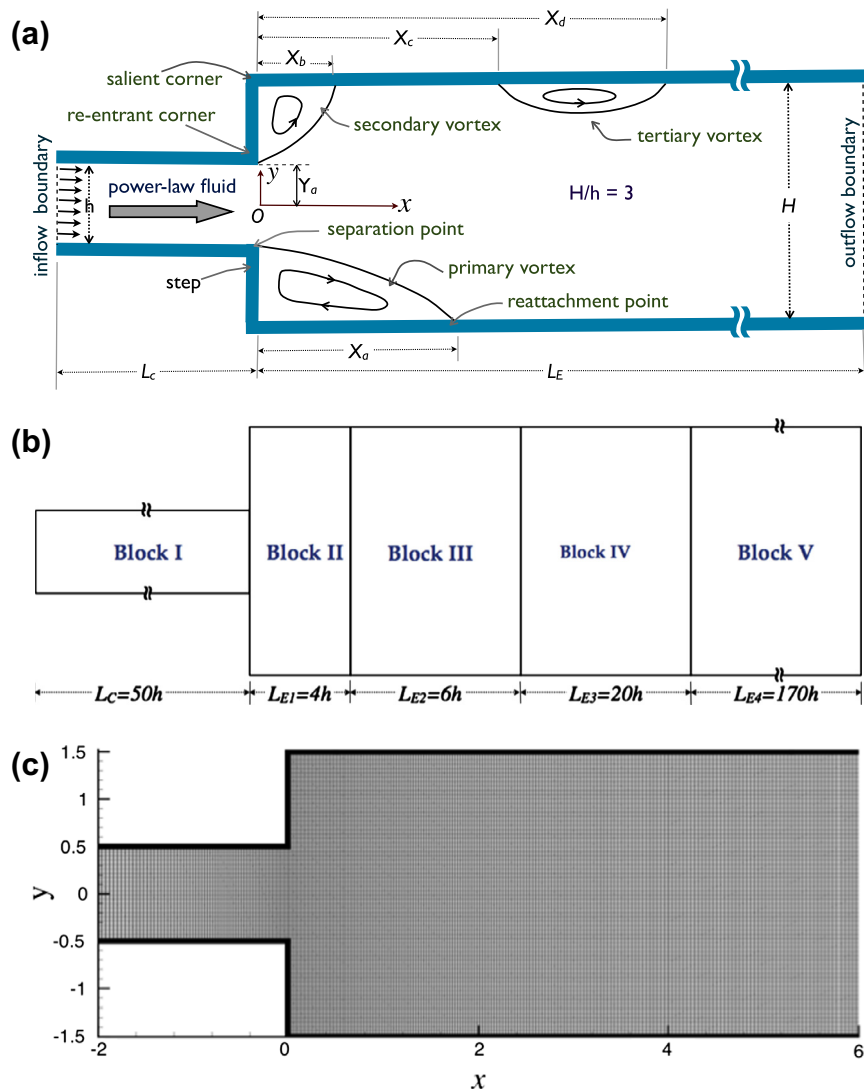 (a)
X_d
X_c
X_b
salient corner
re-entrant corner
secondary vortex
tertiary vortex
inflow boundary
h
power-law fluid
y
Y_a
O
x
H/h = 3
H
outflow boundary
separation point
step
primary vortex
reattachment point
X_a
L_c
L_E
(b)
Block I
Block II
Block III
Block IV
Block V
L_C=50h
L_E1=4h
L_E2=6h
L_E3=20h
L_E4=170h
(c)
1.5
1
0.5
0
-0.5
-1
-1.5
y
-2
0
2
4
6
x